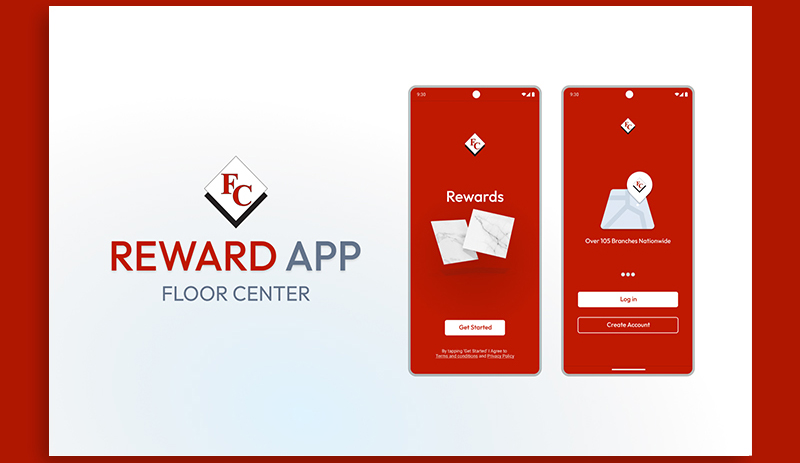 FC
REWARD APP
FLOOR CENTER
9:30
FC
Rewards
Get Started
By tapping 'Get Started' I Agree to
Terms and conditions and Privacy Policy
9:30
FC
FC
Over 105 Branches Nationwide
Log in
Create Account